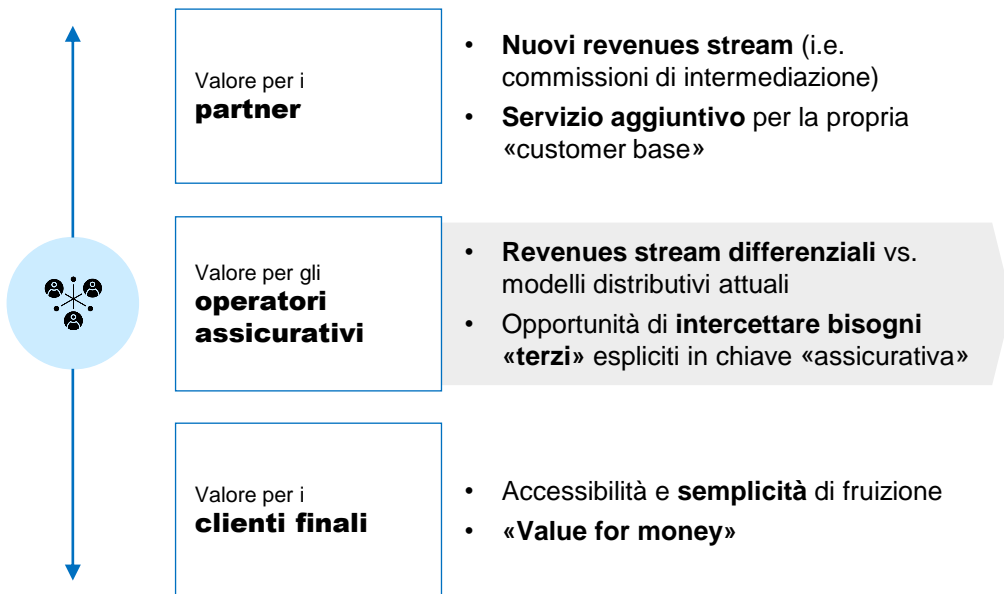 Valore per i
partner
• Nuovi revenues stream (i.e.
commissioni di intermediazione)
• Servizio aggiuntivo per la propria
«customer base»
Valore per gli
operatori
assicurativi
• Revenues stream differenziali vs.
modelli distributivi attuali
• Opportunità di intercettare bisogni
«terzi» espliciti in chiave «assicurativa»
Valore per i
clienti finali
• Accessibilità e semplicità di fruizione
• «Value for money»